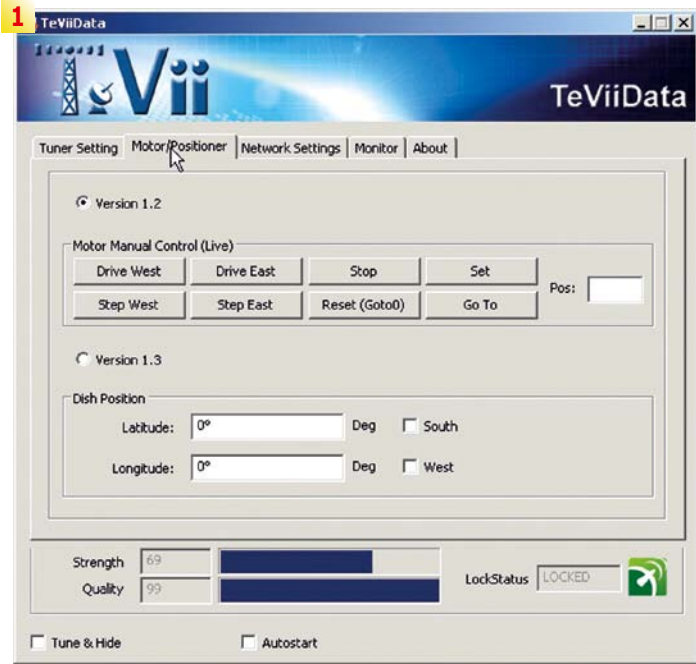 1
TeViiData
TeVii
TeViiData
Tuner Setting Motor/Positioner Network Settings Monitor About
Version 1.2
Motor Manual Control (Live)
Drive West Drive East Stop Set
Pos:
Step West Step East Reset (Goto0) Go To
Version 1.3
Dish Position
Latitude: 0° Deg South
Longitude: 0° Deg West
Strength 69
LockStatus LOCKED
Quality 99
Tune & Hide Autostart